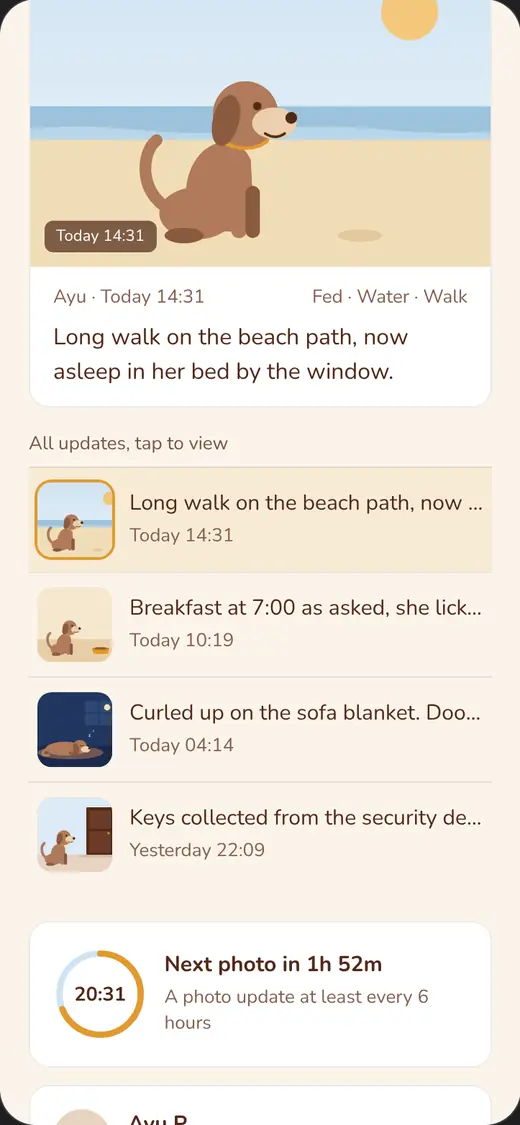 Today 14:31
Ayu · Today 14:31
Fed · Water · Walk
Long walk on the beach path, now
asleep in her bed by the window.
All updates, tap to view
Long walk on the beach path, now ...
Today 14:31
Breakfast at 7:00 as asked, she lick...
Today 10:19
Curled up on the sofa blanket. Doo...
Today 04:14
Keys collected from the security de...
Yesterday 22:09
20:31
Next photo in 1h 52m
A photo update at least every 6
hours
Ayu P